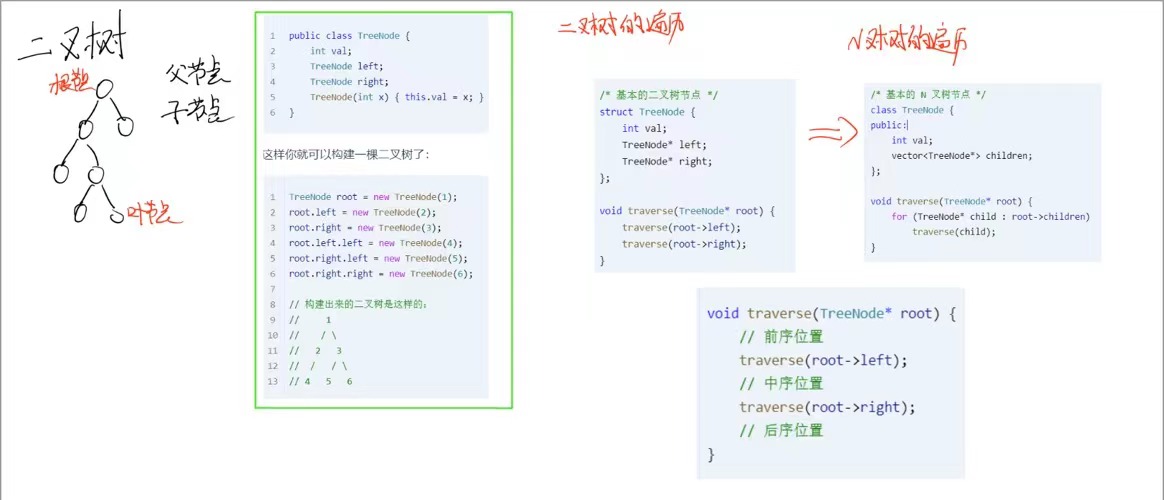 二叉树
根节点
父节点
子节点
叶节点
1 public class TreeNode {
2 int val;
3 TreeNode left;
4 TreeNode right;
5 TreeNode(int x) { this.val = x; }
6 }
这样你就可以构建一棵二叉树了：
1 TreeNode root = new TreeNode(1);
2 root.left = new TreeNode(2);
3 root.right = new TreeNode(3);
4 root.left.left = new TreeNode(4);
5 root.right.left = new TreeNode(5);
6 root.right.right = new TreeNode(6);
7
8 // 构建出来的二叉树是这样的：
9 //     1
10 //    / \
11 //   2   3
12 //  /   / \
13 // 4   5   6
二叉树的遍历
/* 基本的二叉树节点 */
struct TreeNode {
int val;
TreeNode* left;
TreeNode* right;
};
void traverse(TreeNode* root) {
traverse(root->left);
traverse(root->right);
}
N叉树的遍历
/* 基本的 N 叉树节点 */
class TreeNode {
public:
int val;
vector<TreeNode*> children;
};
void traverse(TreeNode* root) {
for (TreeNode* child : root->children)
traverse(child);
}
void traverse(TreeNode* root) {
// 前序位置
traverse(root->left);
// 中序位置
traverse(root->right);
// 后序位置
}